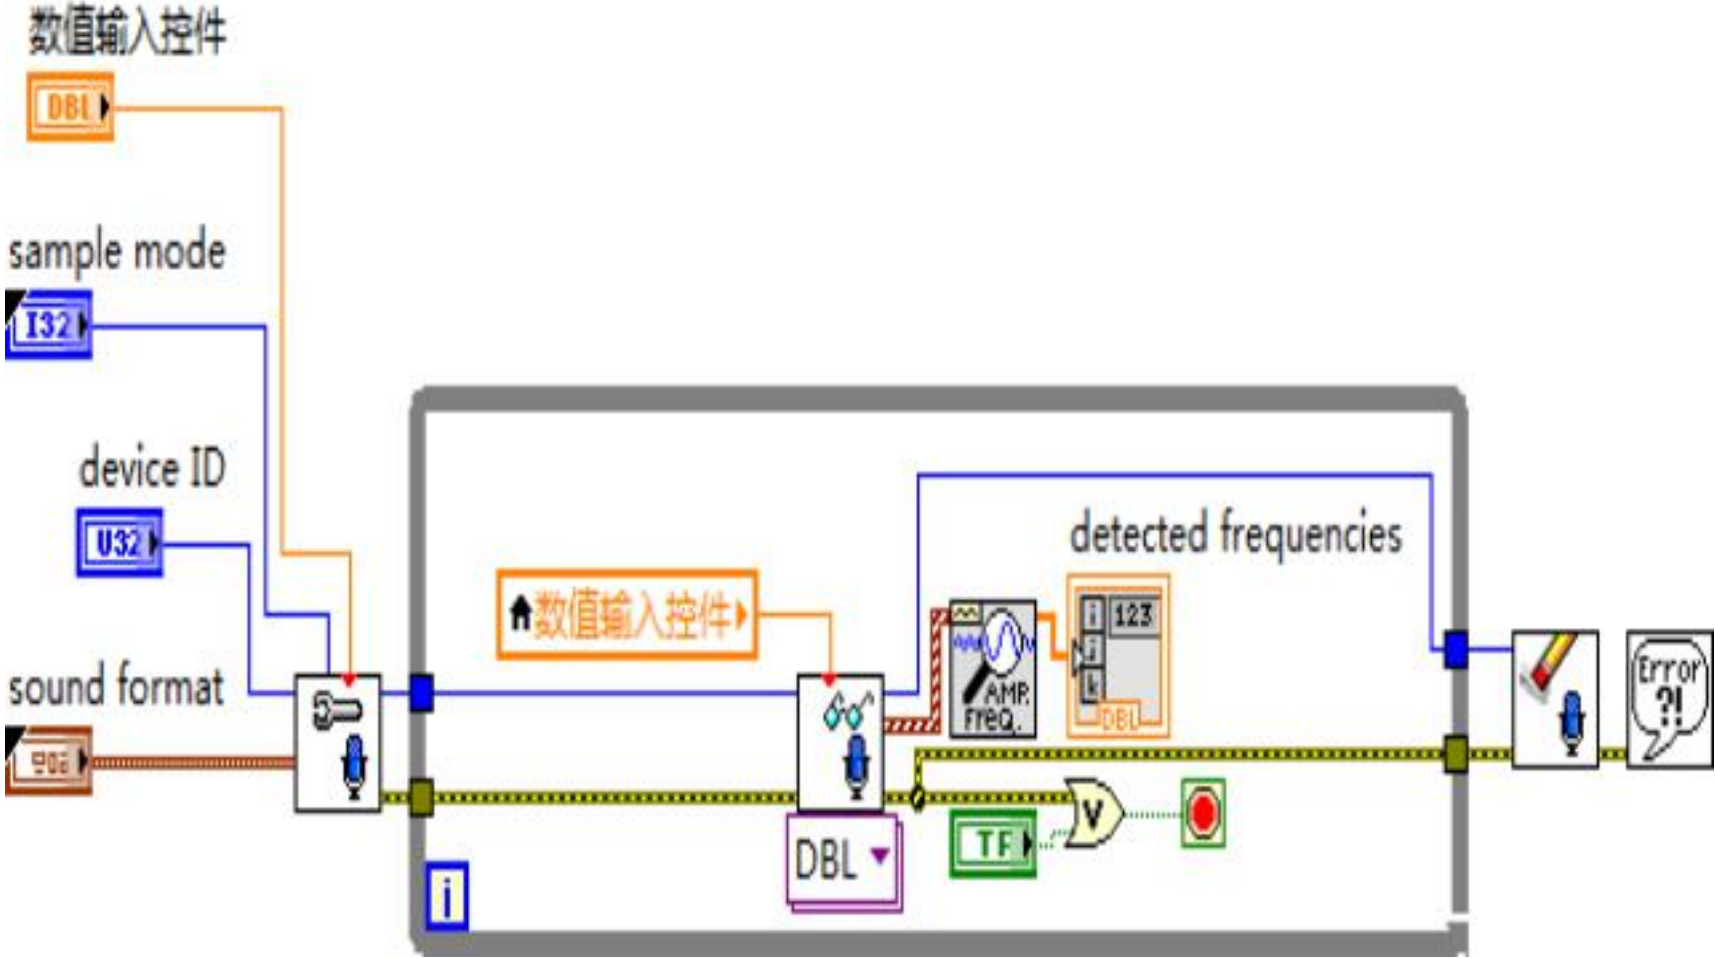 数值输入控件
DBL
sample mode
I32
device ID
U32
sound format
数值输入控件
detected frequencies
i
123
i
k
DBL
AMP.
FreQ.
Error
?!
DBL
TF
V
i